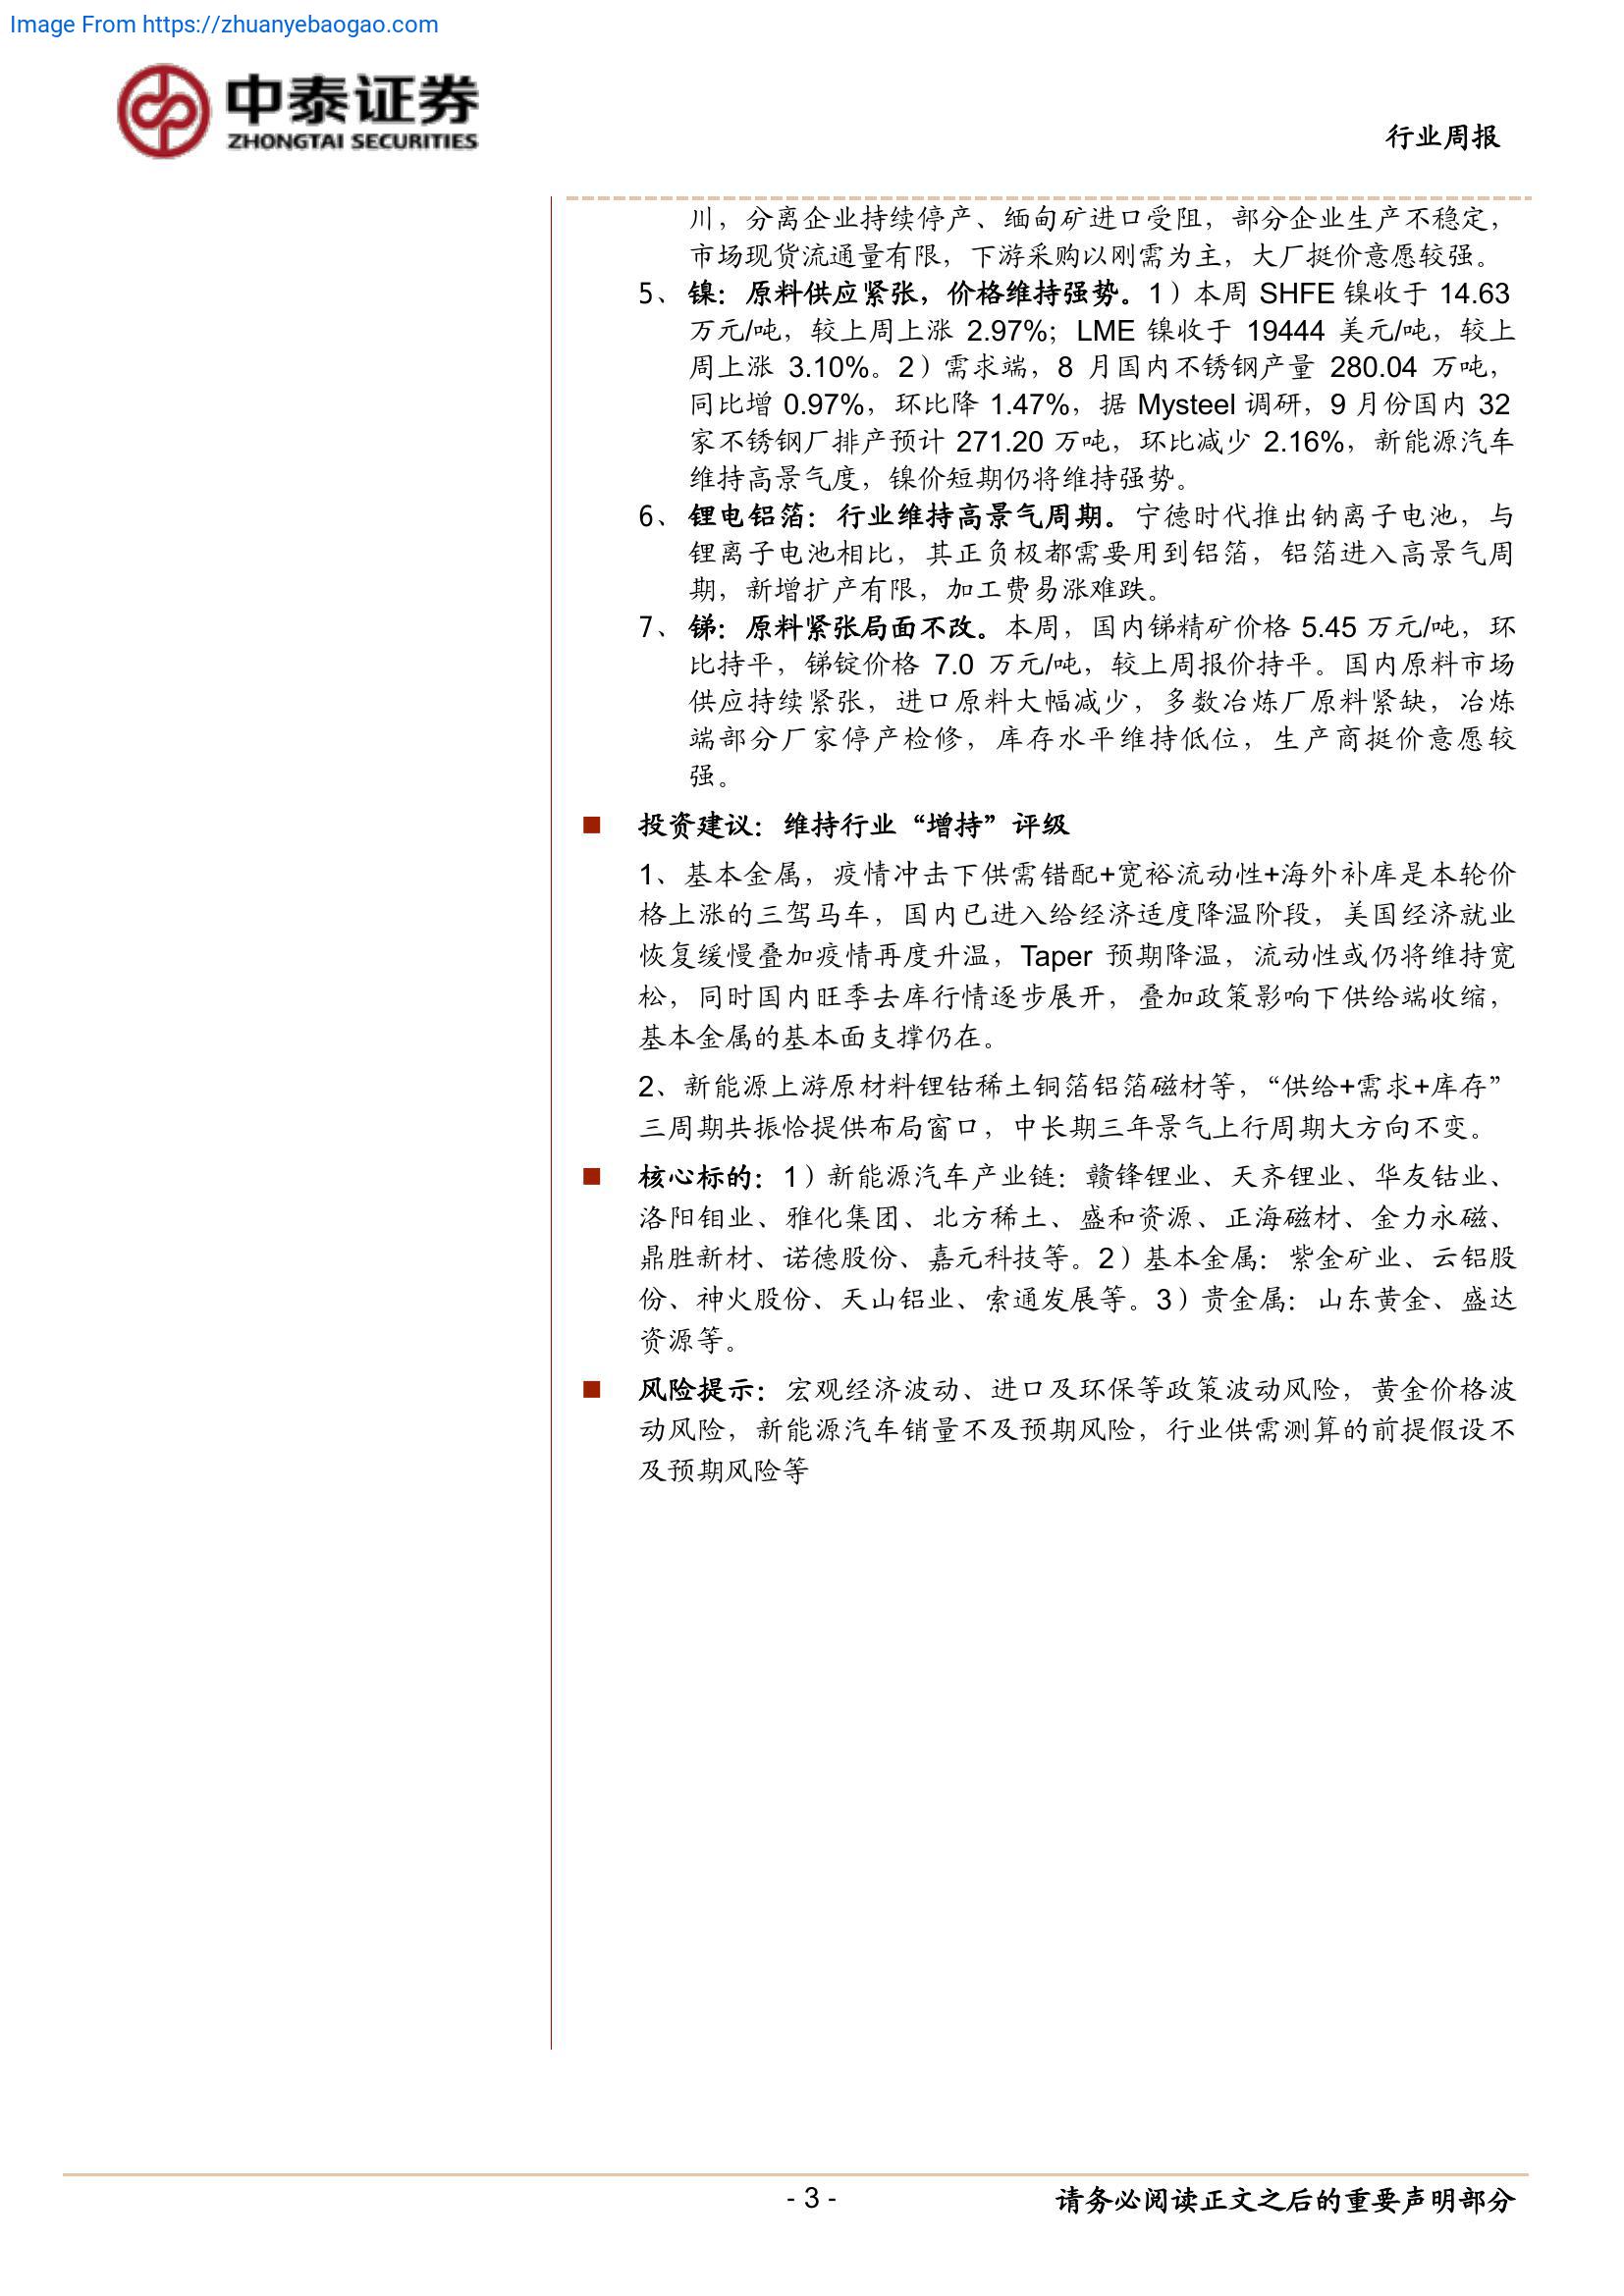 Image From https://zhuanyebaogao.com
中泰证券
ZHONGTAI SECURITIES
行业周报
川，分离企业持续停产、缅甸矿进口受阻，部分企业生产不稳定，
市场现货流通量有限，下游采购以刚需为主，大厂挺价意愿较强。
5、镍：原料供应紧张，价格维持强势。1）本周 SHFE 镍收于 14.63
万元/吨，较上周上涨 2.97%；LME 镍收于 19444 美元/吨，较上
周上涨 3.10%。2）需求端，8 月国内不锈钢产量 280.04 万吨，
同比增 0.97%，环比降 1.47%，据 Mysteel 调研，9 月份国内 32
家不锈钢厂排产预计 271.20 万吨，环比减少 2.16%，新能源汽车
维持高景气度，镍价短期仍将维持强势。
6、锂电铝箔：行业维持高景气周期。宁德时代推出钠离子电池，与
锂离子电池相比，其正负极都需要用到铝箔，铝箔进入高景气周
期，新增扩产有限，加工费易涨难跌。
7、锑：原料紧张局面不改。本周，国内锑精矿价格 5.45 万元/吨，环
比持平，锑锭价格 7.0 万元/吨，较上周报价持平。国内原料市场
供应持续紧张，进口原料大幅减少，多数冶炼厂原料紧缺，冶炼
端部分厂家停产检修，库存水平维持低位，生产商挺价意愿较
强。
■ 投资建议：维持行业“增持”评级
1、基本金属，疫情冲击下供需错配+宽裕流动性+海外补库是本轮价
格上涨的三驾马车，国内已进入给经济适度降温阶段，美国经济就业
恢复缓慢叠加疫情再度升温，Taper 预期降温，流动性或仍将维持宽
松，同时国内旺季去库行情逐步展开，叠加政策影响下供给端收缩，
基本金属的基本面支撑仍在。
2、新能源上游原材料锂钴稀土铜箔铝箔磁材等，“供给+需求+库存”
三周期共振恰提供布局窗口，中长期三年景气上行周期大方向不变。
■ 核心标的：1）新能源汽车产业链：赣锋锂业、天齐锂业、华友钴业、
洛阳钼业、雅化集团、北方稀土、盛和资源、正海磁材、金力永磁、
鼎胜新材、诺德股份、嘉元科技等。2）基本金属：紫金矿业、云铝股
份、神火股份、天山铝业、索通发展等。3）贵金属：山东黄金、盛达
资源等。
■ 风险提示：宏观经济波动、进口及环保等政策波动风险，黄金价格波
动风险，新能源汽车销量不及预期风险，行业供需测算的前提假设不
及预期风险等
- 3 -
请务必阅读正文之后的重要声明部分